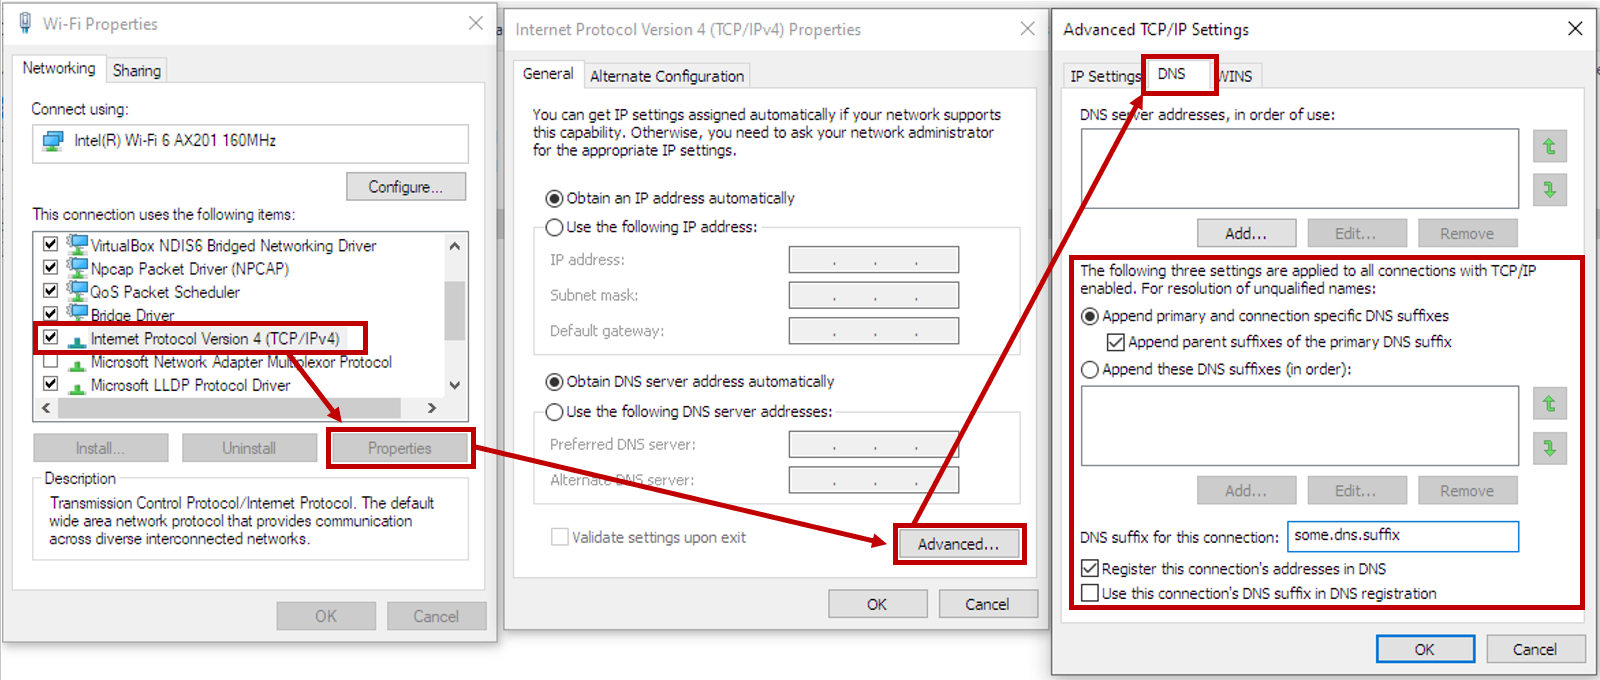 Wi-Fi Properties
Networking
Sharing
Connect using:
Intel(R) Wi-Fi 6 AX201 160MHz
Configure...
This connection uses the following items:
VirtualBox NDIS6 Bridged Networking Driver
Npcap Packet Driver (NPCAP)
QoS Packet Scheduler
Bridge Driver
Internet Protocol Version 4 (TCP/IPv4)
Microsoft Network Adapter Multiplexor Protocol
Microsoft LLDP Protocol Driver
Install...
Uninstall
Properties
Description
Transmission Control Protocol/Internet Protocol. The default
wide area network protocol that provides communication
across diverse interconnected networks.
OK
Cancel
Internet Protocol Version 4 (TCP/IPv4) Properties
General
Alternate Configuration
You can get IP settings assigned automatically if your network supports
this capability. Otherwise, you need to ask your network administrator
for the appropriate IP settings.
Obtain an IP address automatically
Use the following IP address:
IP address:
Subnet mask:
Default gateway:
Obtain DNS server address automatically
Use the following DNS server addresses:
Preferred DNS server:
Alternate DNS server:
Validate settings upon exit
Advanced...
OK
Cancel
Advanced TCP/IP Settings
IP Settings
DNS
WINS
DNS server addresses, in order of use:
Add...
Edit...
Remove
The following three settings are applied to all connections with TCP/IP
enabled. For resolution of unqualified names:
Append primary and connection specific DNS suffixes
Append parent suffixes of the primary DNS suffix
Append these DNS suffixes (in order):
Add...
Edit...
Remove
DNS suffix for this connection:
some.dns.suffix
Register this connection's addresses in DNS
Use this connection's DNS suffix in DNS registration
OK
Cancel